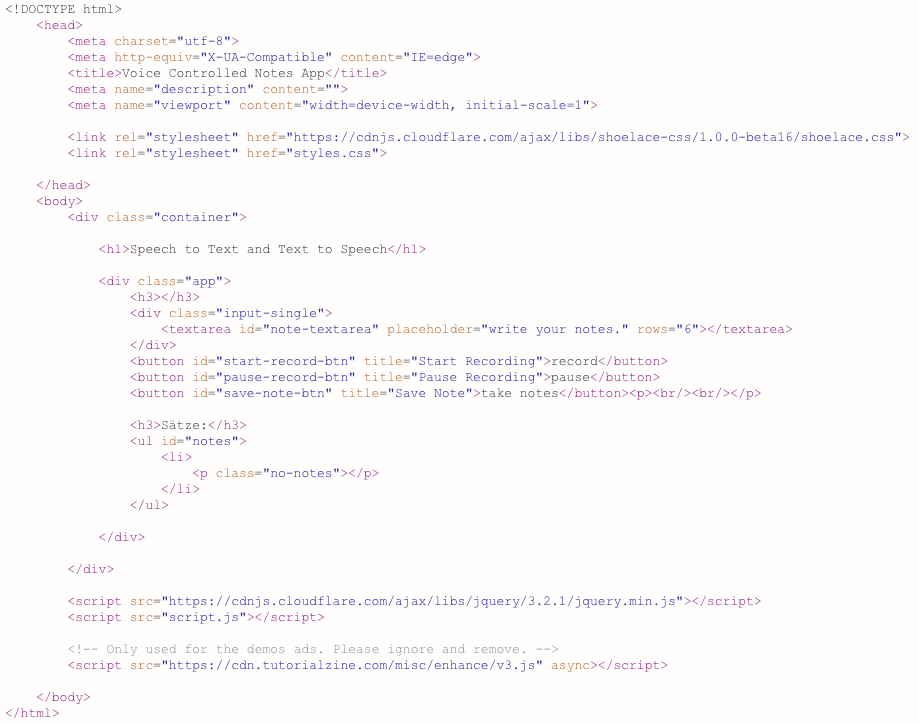 <!DOCTYPE html>
<head>
<meta charset="utf-8">
<meta http-equiv="X-UA-Compatible" content="IE=edge">
<title>Voice Controlled Notes App</title>
<meta name="description" content="">
<meta name="viewport" content="width=device-width, initial-scale=1">
<link rel="stylesheet" href="https://cdnjs.cloudflare.com/ajax/libs/shoelace-css/1.0.0-beta16/shoelace.css">
<link rel="stylesheet" href="styles.css">
</head>
<body>
<div class="container">
<h1>Speech to Text and Text to Speech</h1>
<div class="app">
<h3></h3>
<div class="input-single">
<textarea id="note-textarea" placeholder="write your notes." rows="6"></textarea>
</div>
<button id="start-record-btn" title="Start Recording">record</button>
<button id="pause-record-btn" title="Pause Recording">pause</button>
<button id="save-note-btn" title="Save Note">take notes</button><p><br/><br/></p>
<h3>Sätze:</h3>
<ul id="notes">
<li>
<p class="no-notes"></p>
</li>
</ul>
</div>
</div>
<script src="https://cdnjs.cloudflare.com/ajax/libs/jquery/3.2.1/jquery.min.js"></script>
<script src="script.js"></script>
<!-- Only used for the demos ads. Please ignore and remove. -->
<script src="https://cdn.tutorialzine.com/misc/enhance/v3.js" async></script>
</body>
</html>